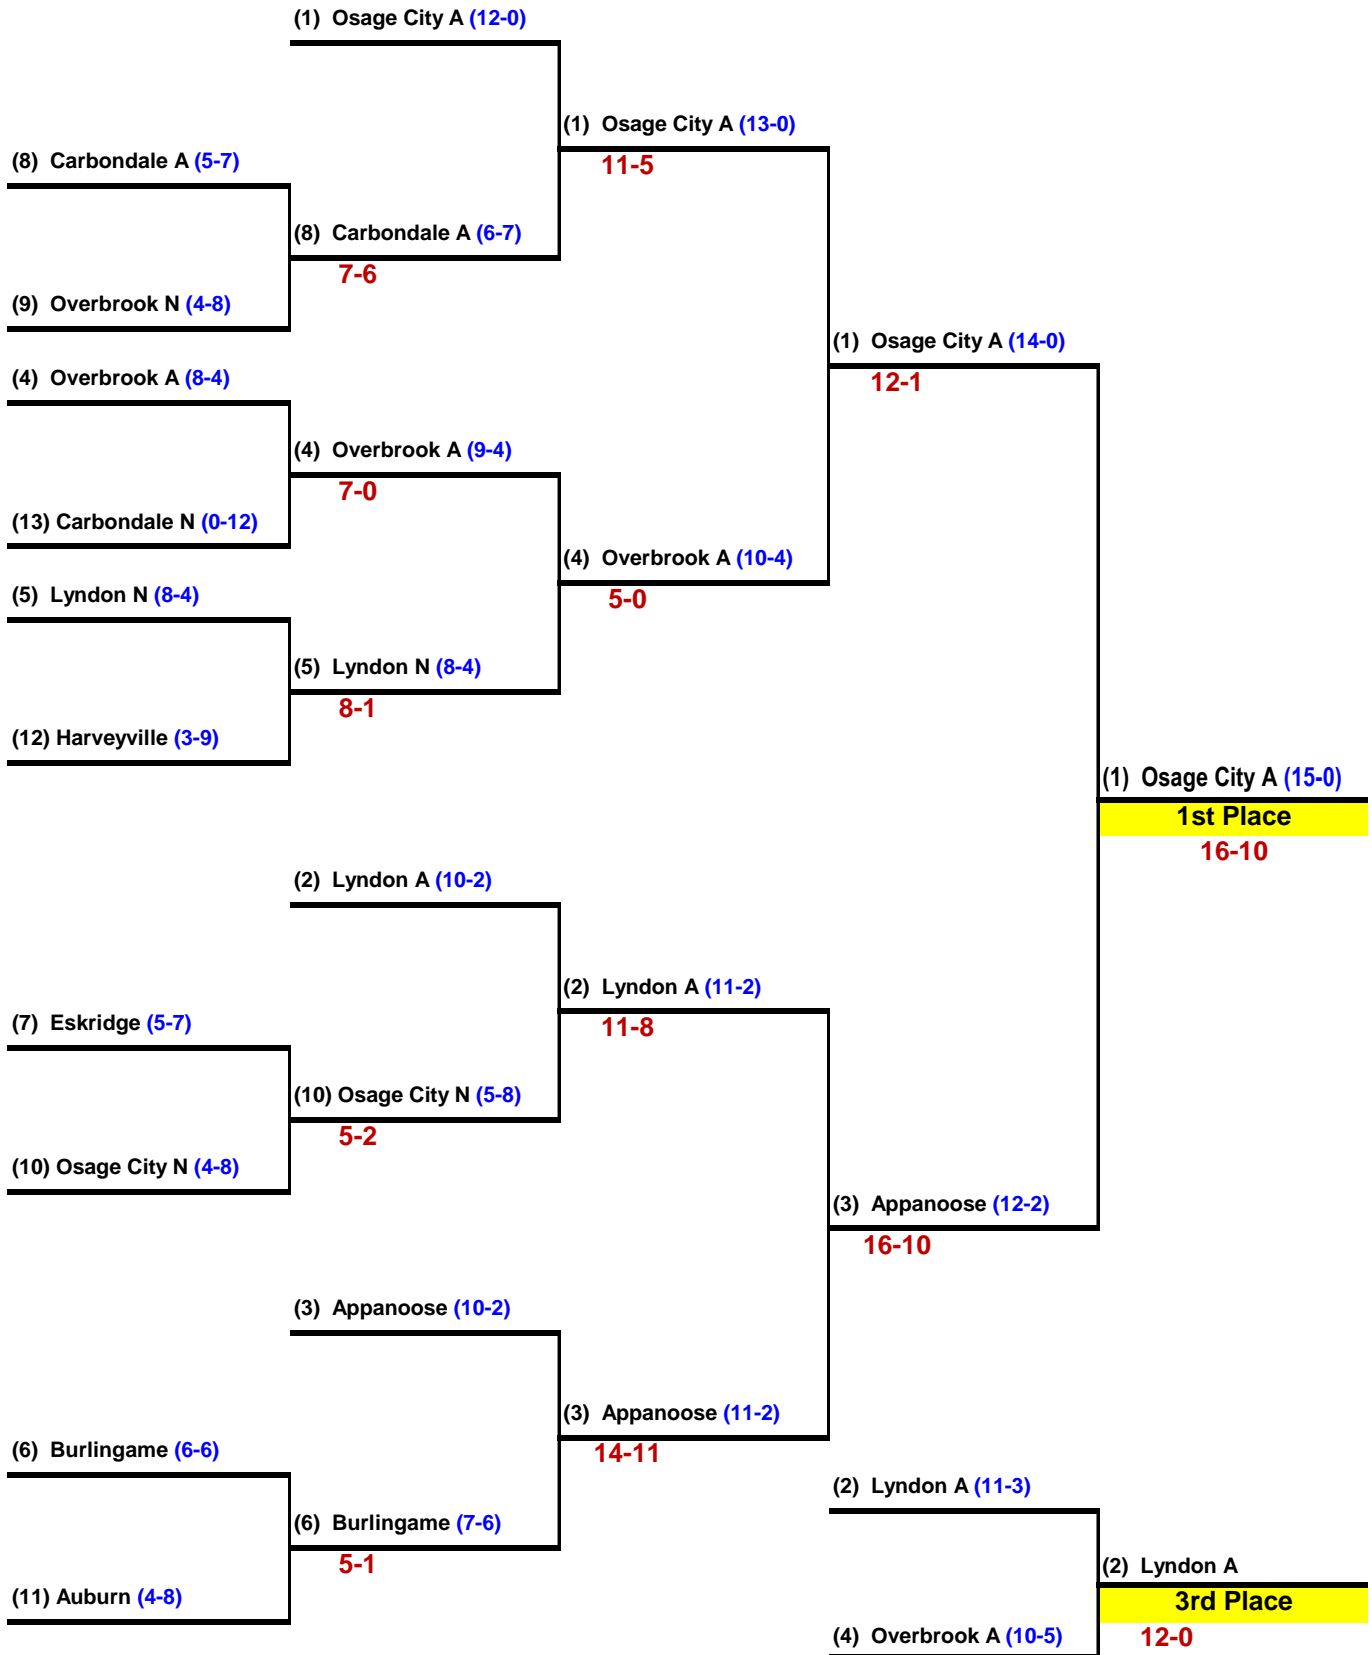 (1) Osage City A (12-0)
(1) Osage City A (13-0)
11-5
(8) Carbondale A (5-7)
(8) Carbondale A (6-7)
7-6
(9) Overbrook N (4-8)
(1) Osage City A (14-0)
12-1
(4) Overbrook A (8-4)
(4) Overbrook A (9-4)
7-0
(13) Carbondale N (0-12)
(4) Overbrook A (10-4)
5-0
(5) Lyndon N (8-4)
(5) Lyndon N (8-4)
8-1
(12) Harveyville (3-9)
(1) Osage City A (15-0)
1st Place
16-10
(2) Lyndon A (10-2)
(2) Lyndon A (11-2)
11-8
(7) Eskridge (5-7)
(10) Osage City N (5-8)
5-2
(10) Osage City N (4-8)
(3) Appanoose (12-2)
16-10
(3) Appanoose (10-2)
(3) Appanoose (11-2)
14-11
(6) Burlingame (6-6)
(2) Lyndon A (11-3)
(6) Burlingame (7-6)
5-1
(2) Lyndon A
3rd Place
(11) Auburn (4-8)
(4) Overbrook A (10-5)
12-0